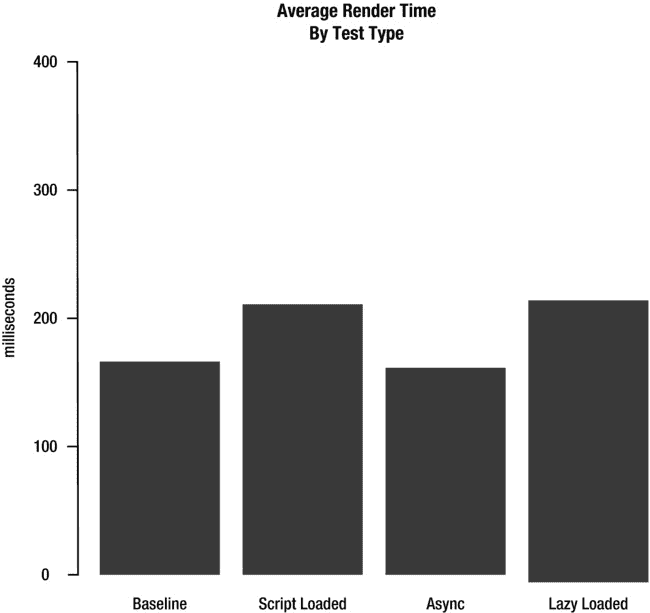 Average Render Time
By Test Type
400
300
200
100
0
milliseconds
Baseline
Script Loaded
Async
Lazy Loaded